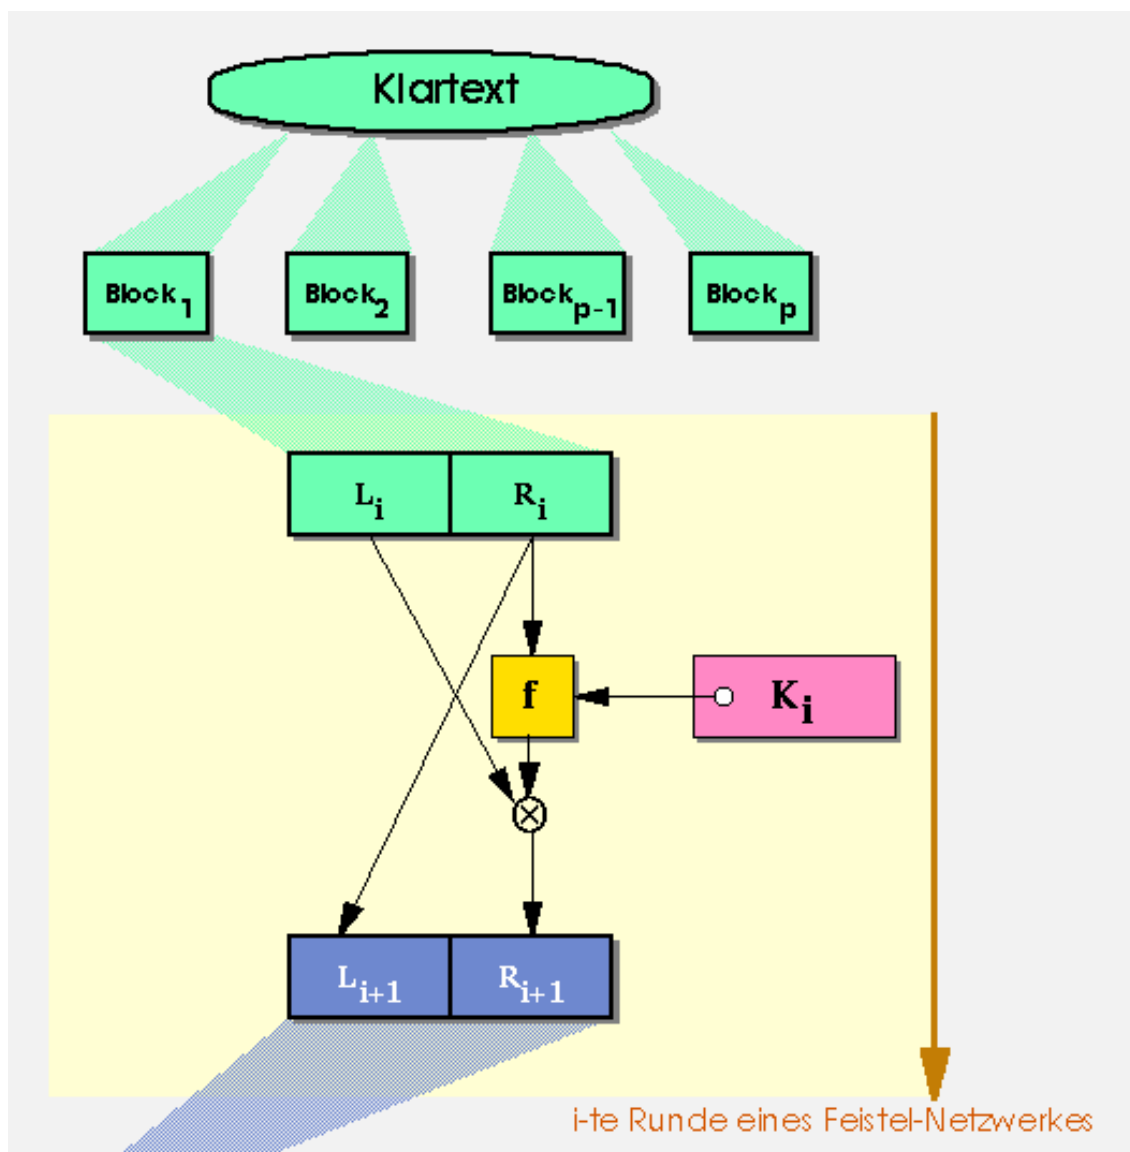 Klartext
Block1 Block2 Blockp-1 Blockp
Li Ri
f Ki
Li+1 Ri+1
i-te Runde eines Feistel-Netzwerkes